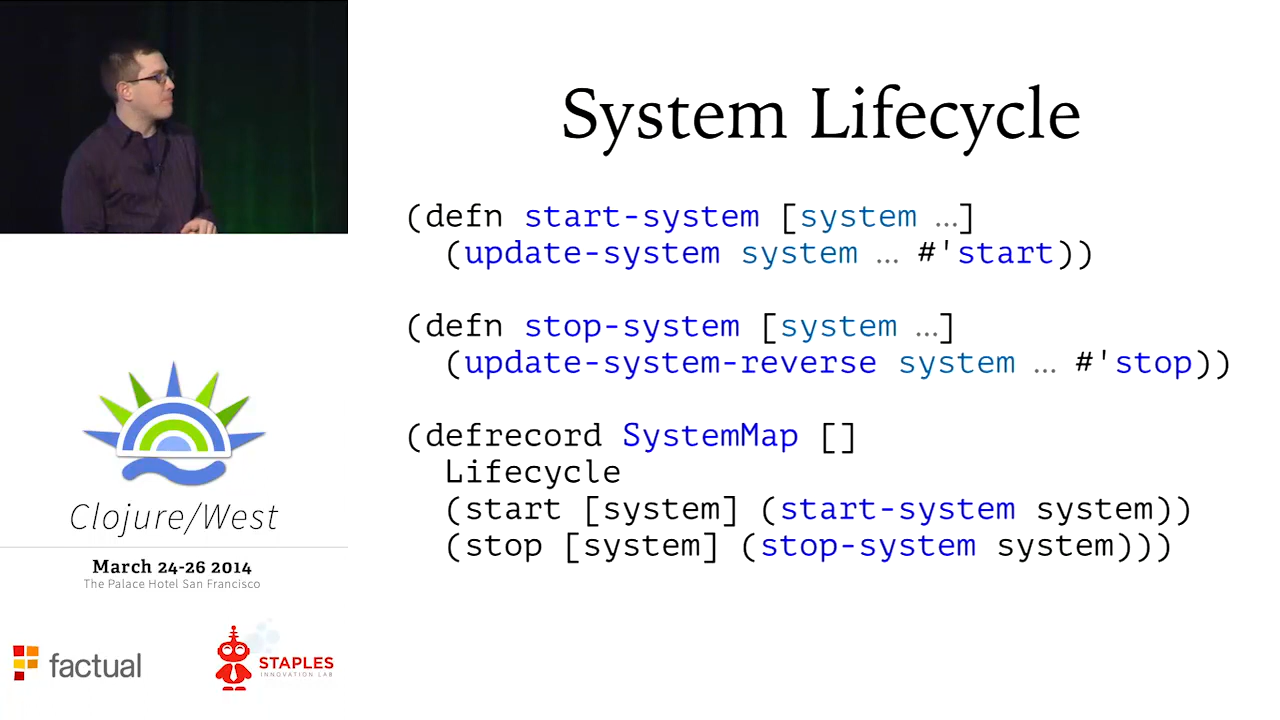 System Lifecycle
(defn start-system [system …]
  (update-system system … #'start))
(defn stop-system [system …]
  (update-system-reverse system … #'stop))
(defrecord SystemMap []
  Lifecycle
  (start [system] (start-system system))
  (stop [system] (stop-system system)))
Clojure/West
March 24-26 2014
The Palace Hotel San Francisco
factual
STAPLES
INNOVATION LAB